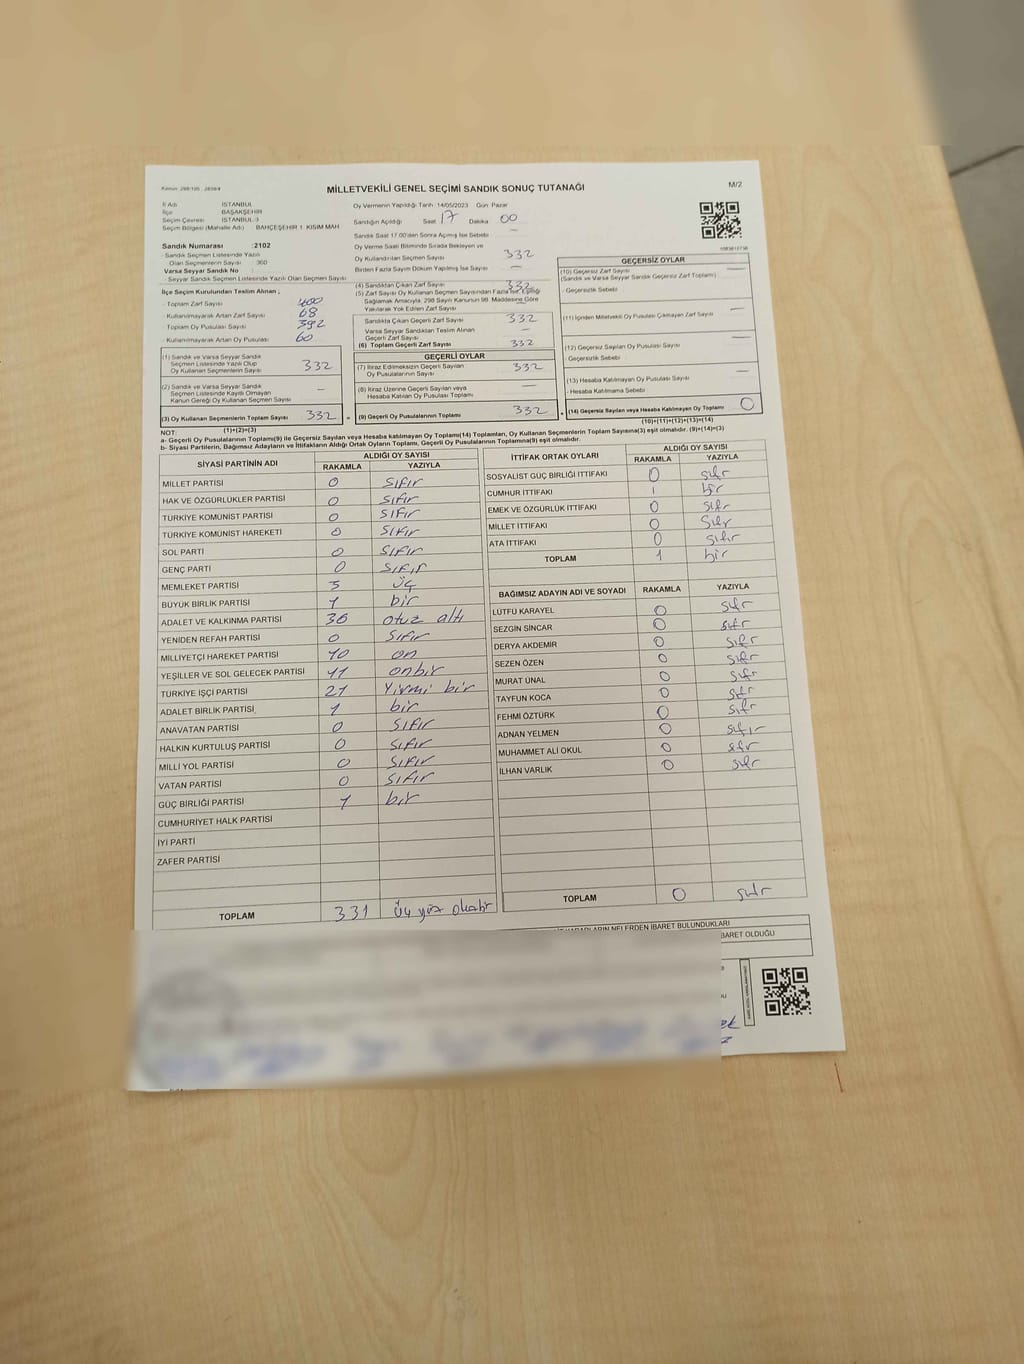 MİLLETVEKİLİ GENEL SEÇİMİ SANDIK SONUÇ TUTANAĞI
M/2
İl Adı İSTANBUL
İlçe BAŞAKŞEHİR
Seçim Çevresi İSTANBUL-3
Seçim Bölgesi (Mahalle Adı) BAHÇEŞEHİR 1. KISIM MAH
Oy Vermenin Yapıldığı Tarih :14/05/2023 Gün: Pazar
Sandığın Açıldığı Saat 17 Dakika 00
Sandık Saat 17.00'den Sonra Açılmış İse Sebebi —
Oy Verme Saati Bitiminde Sırada Bekleyen ve
Oy Kullandırılan Seçmen Sayısı 332
Birden Fazla Sayım Döküm Yapılmış İse Sayısı —
Sandık Numarası :2102
- Sandık Seçmen Listesinde Yazılı
Olan Seçmenlerin Sayısı : 360
Varsa Seyyar Sandık No :
- Seyyar Sandık Seçmen Listesinde Yazılı Olan Seçmen Sayısı
İlçe Seçim Kurulundan Teslim Alınan ;
- Toplam Zarf Sayısı 400
- Kullanılmayarak Artan Zarf Sayısı 68
- Toplam Oy Pusulası Sayısı 392
- Kullanılmayarak Artan Oy Pusulası 60
(4) Sandıktan Çıkan Zarf Sayısı 332
(5) Zarf Sayısı Oy Kullanan Seçmen Sayısından Fazla İse, Eşitliği
Sağlamak Amacıyla, 298 Sayılı Kanunun 98. Maddesine Göre
Yakılarak Yok Edilen Zarf Sayısı
Sandıkta Çıkan Geçerli Zarf Sayısı 332
Varsa Seyyar Sandıktan Teslim Alınan
Geçerli Zarf Sayısı —
(6) Toplam Geçerli Zarf Sayısı 332
(1) Sandık ve Varsa Seyyar Sandık
Seçmen Listesinde Yazılı Olup
Oy Kullanan Seçmenlerin Sayısı 332
(2) Sandık ve Varsa Seyyar Sandık
Seçmen Listesinde Kayıtlı Olmayan
Kanun Gereği Oy Kullanan Seçmen Sayısı —
(3) Oy Kullanan Seçmenlerin Toplam Sayısı 332
GEÇERLİ OYLAR
(7) İtiraz Edilmeksizin Geçerli Sayılan
Oy Pusulalarının Sayısı 332
(8) İtiraz Üzerine Geçerli Sayılan veya
Hesaba Katılan Oy Pusulası Toplamı —
(9) Geçerli Oy Pusulalarının Toplamı 332
GEÇERSİZ OYLAR
(10) Geçersiz Zarf Sayısı —
(Sandık ve Varsa Seyyar Sandık Geçersiz Zarf Toplamı)
- Geçersizlik Sebebi
(11) İçinden Milletvekili Oy Pusulası Çıkmayan Zarf Sayısı —
(12) Geçersiz Sayılan Oy Pusulası Sayısı —
- Geçersizlik Sebebi
(13) Hesaba Katılmayan Oy Pusulası Sayısı —
- Hesaba Katılmama Sebebi
(14) Geçersiz Sayılan veya Hesaba Katılmayan Oy Toplamı 0
(1)+(2)=(3)
(10)+(11)+(12)+(13)=(14)
NOT:
a- Geçerli Oy Pusulaları Toplamı(9) ile Geçersiz Sayılan veya Hesaba Katılmayan Oy Toplamı(14) Toplamları, Oy Kullanan Seçmenlerin Toplam Sayısına(3) eşit olmalıdır. (9)+(14)=(3)
b- Siyasi Partilerin, Bağımsız Adayların ve İttifakların Aldığı Ortak Oyların Toplamı, Geçerli Oy Pusulalarının Toplamına(9) eşit olmalıdır.
SİYASİ PARTİNİN ADI ALDIĞI OY SAYISI
RAKAMLA YAZIYLA
MİLLET PARTİSİ 0 sıfır
HAK VE ÖZGÜRLÜKLER PARTİSİ 0 sıfır
TÜRKİYE KOMÜNİST PARTİSİ 0 sıfır
TÜRKİYE KOMÜNİST HAREKETİ 0 sıfır
SOL PARTİ 0 sıfır
GENÇ PARTİ 0 sıfır
MEMLEKET PARTİSİ 3 üç
BÜYÜK BİRLİK PARTİSİ 1 bir
ADALET VE KALKINMA PARTİSİ 36 otuz altı
YENİDEN REFAH PARTİSİ 0 sıfır
MİLLİYETÇİ HAREKET PARTİSİ 10 on
YEŞİLLER VE SOL GELECEK PARTİSİ 11 onbir
TÜRKİYE İŞÇİ PARTİSİ 21 Yirmi bir
ADALET BİRLİK PARTİSİ 1 bir
ANAVATAN PARTİSİ 0 sıfır
HALKIN KURTULUŞ PARTİSİ 0 sıfır
MİLLİ YOL PARTİSİ 0 sıfır
VATAN PARTİSİ 0 sıfır
GÜÇ BİRLİĞİ PARTİSİ 1 bir
CUMHURİYET HALK PARTİSİ
İYİ PARTİ
ZAFER PARTİSİ
TOPLAM 331 üç yüz
İTTİFAK ORTAK OYLARI ALDIĞI OY SAYISI
RAKAMLA YAZIYLA
SOSYALİST GÜÇ BİRLİĞİ İTTİFAKI 0 sıfır
CUMHUR İTTİFAKI 1 bir
EMEK VE ÖZGÜRLÜK İTTİFAKI 0 sıfır
MİLLET İTTİFAKI 0 sıfır
ATA İTTİFAKI 0 sıfır
TOPLAM 1 bir
BAĞIMSIZ ADAYIN ADI VE SOYADI RAKAMLA YAZIYLA
LÜTFÜ KARAYEL 0 sıfır
SEZGİN SİNCAR 0 sıfır
DERYA AKDEMİR 0 sıfır
SEZEN ÖZEN 0 sıfır
MURAT ÜNAL 0 sıfır
TAYFUN KOCA 0 sıfır
FEHMİ ÖZTÜRK 0 sıfır
ADNAN YELMEN 0 sıfır
MUHAMMET ALİ OKUL 0 sıfır
İLHAN VARLIK 0 sıfır
TOPLAM 0 sıfır
NELERDEN İBARET BULUNDUKLARI
İBARET OLDUĞU